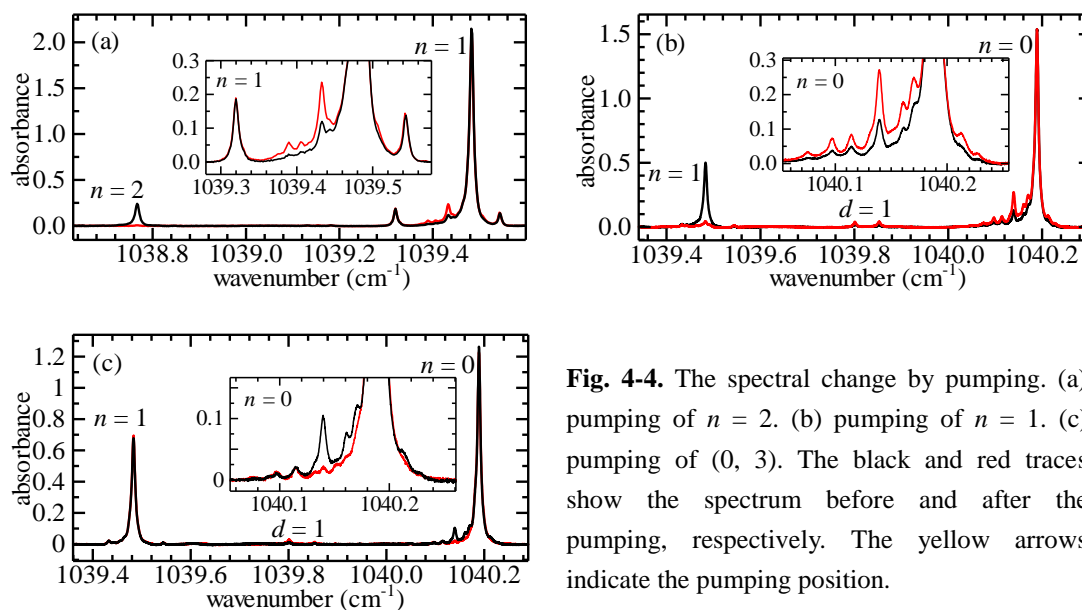 (a)
n = 1
2.0
1.5
1.0
0.5
0.0
absorbance
n = 2
0.3
0.2
0.1
0.0
n = 1
1039.3
1039.4
1039.5
1038.8
1039.0
1039.2
1039.4
wavenumber (cm-1)
(b)
n = 0
1.5
1.0
0.5
0.0
absorbance
n = 1
d = 1
0.3
0.2
0.1
0.0
n = 0
1040.1
1040.2
1039.4
1039.6
1039.8
1040.0
1040.2
wavenumber (cm-1)
(c)
n = 0
1.2
1
0.8
0.6
0.4
0.2
0
absorbance
n = 1
d = 1
0.1
0
n = 0
1040.1
1040.2
1039.4
1039.6
1039.8
1040.0
1040.2
wavenumber (cm-1)
Fig. 4-4. The spectral change by pumping. (a)
pumping of n = 2. (b) pumping of n = 1. (c)
pumping of (0, 3). The black and red traces
show the spectrum before and after the
pumping, respectively. The yellow arrows
indicate the pumping position.